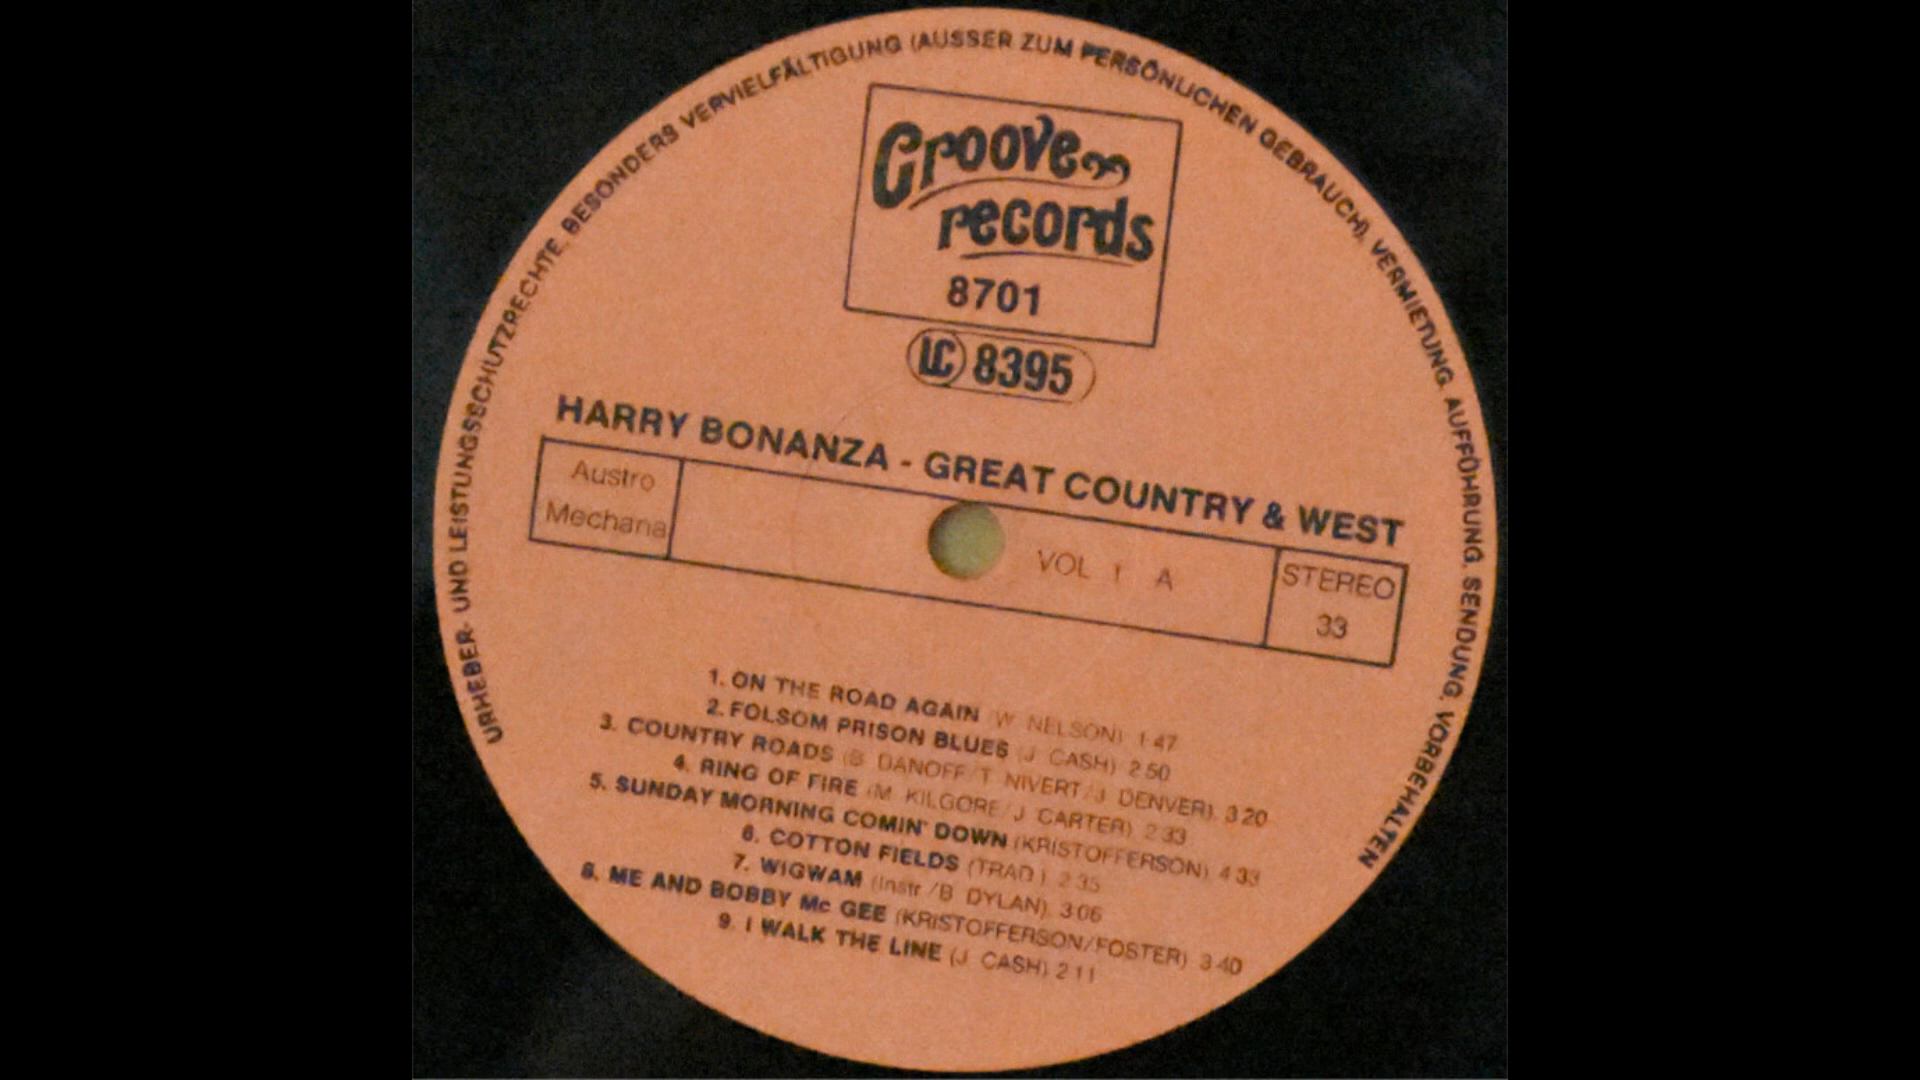 URHEBER- UND LEISTUNGSSCHUTZRECHTE, BESONDERS VERVIELFÄLTIGUNG (AUSSER ZUM PERSÖNLICHEN GEBRAUCH), VERMIETUNG, AUFFÜHRUNG, SENDUNG, VORBEHALTEN
Groove
records
8701
LC 8395
HARRY BONANZA - GREAT COUNTRY & WEST
Austro
Mechana
VOL 1 A
STEREO
33
1. ON THE ROAD AGAIN (W. NELSON) 1:47
2. FOLSOM PRISON BLUES (J. CASH) 2:50
3. COUNTRY ROADS (B. DANOFF/T. NIVERT/J. DENVER) 3:20
4. RING OF FIRE (M. KILGORE/J. CARTER) 2:33
5. SUNDAY MORNING COMIN' DOWN (KRISTOFFERSON) 4:33
6. COTTON FIELDS (TRAD.) 2:35
7. WIGWAM (Instr./B. DYLAN) 3:06
8. ME AND BOBBY Mc GEE (KRISTOFFERSON/FOSTER) 3:40
9. I WALK THE LINE (J. CASH) 2:11